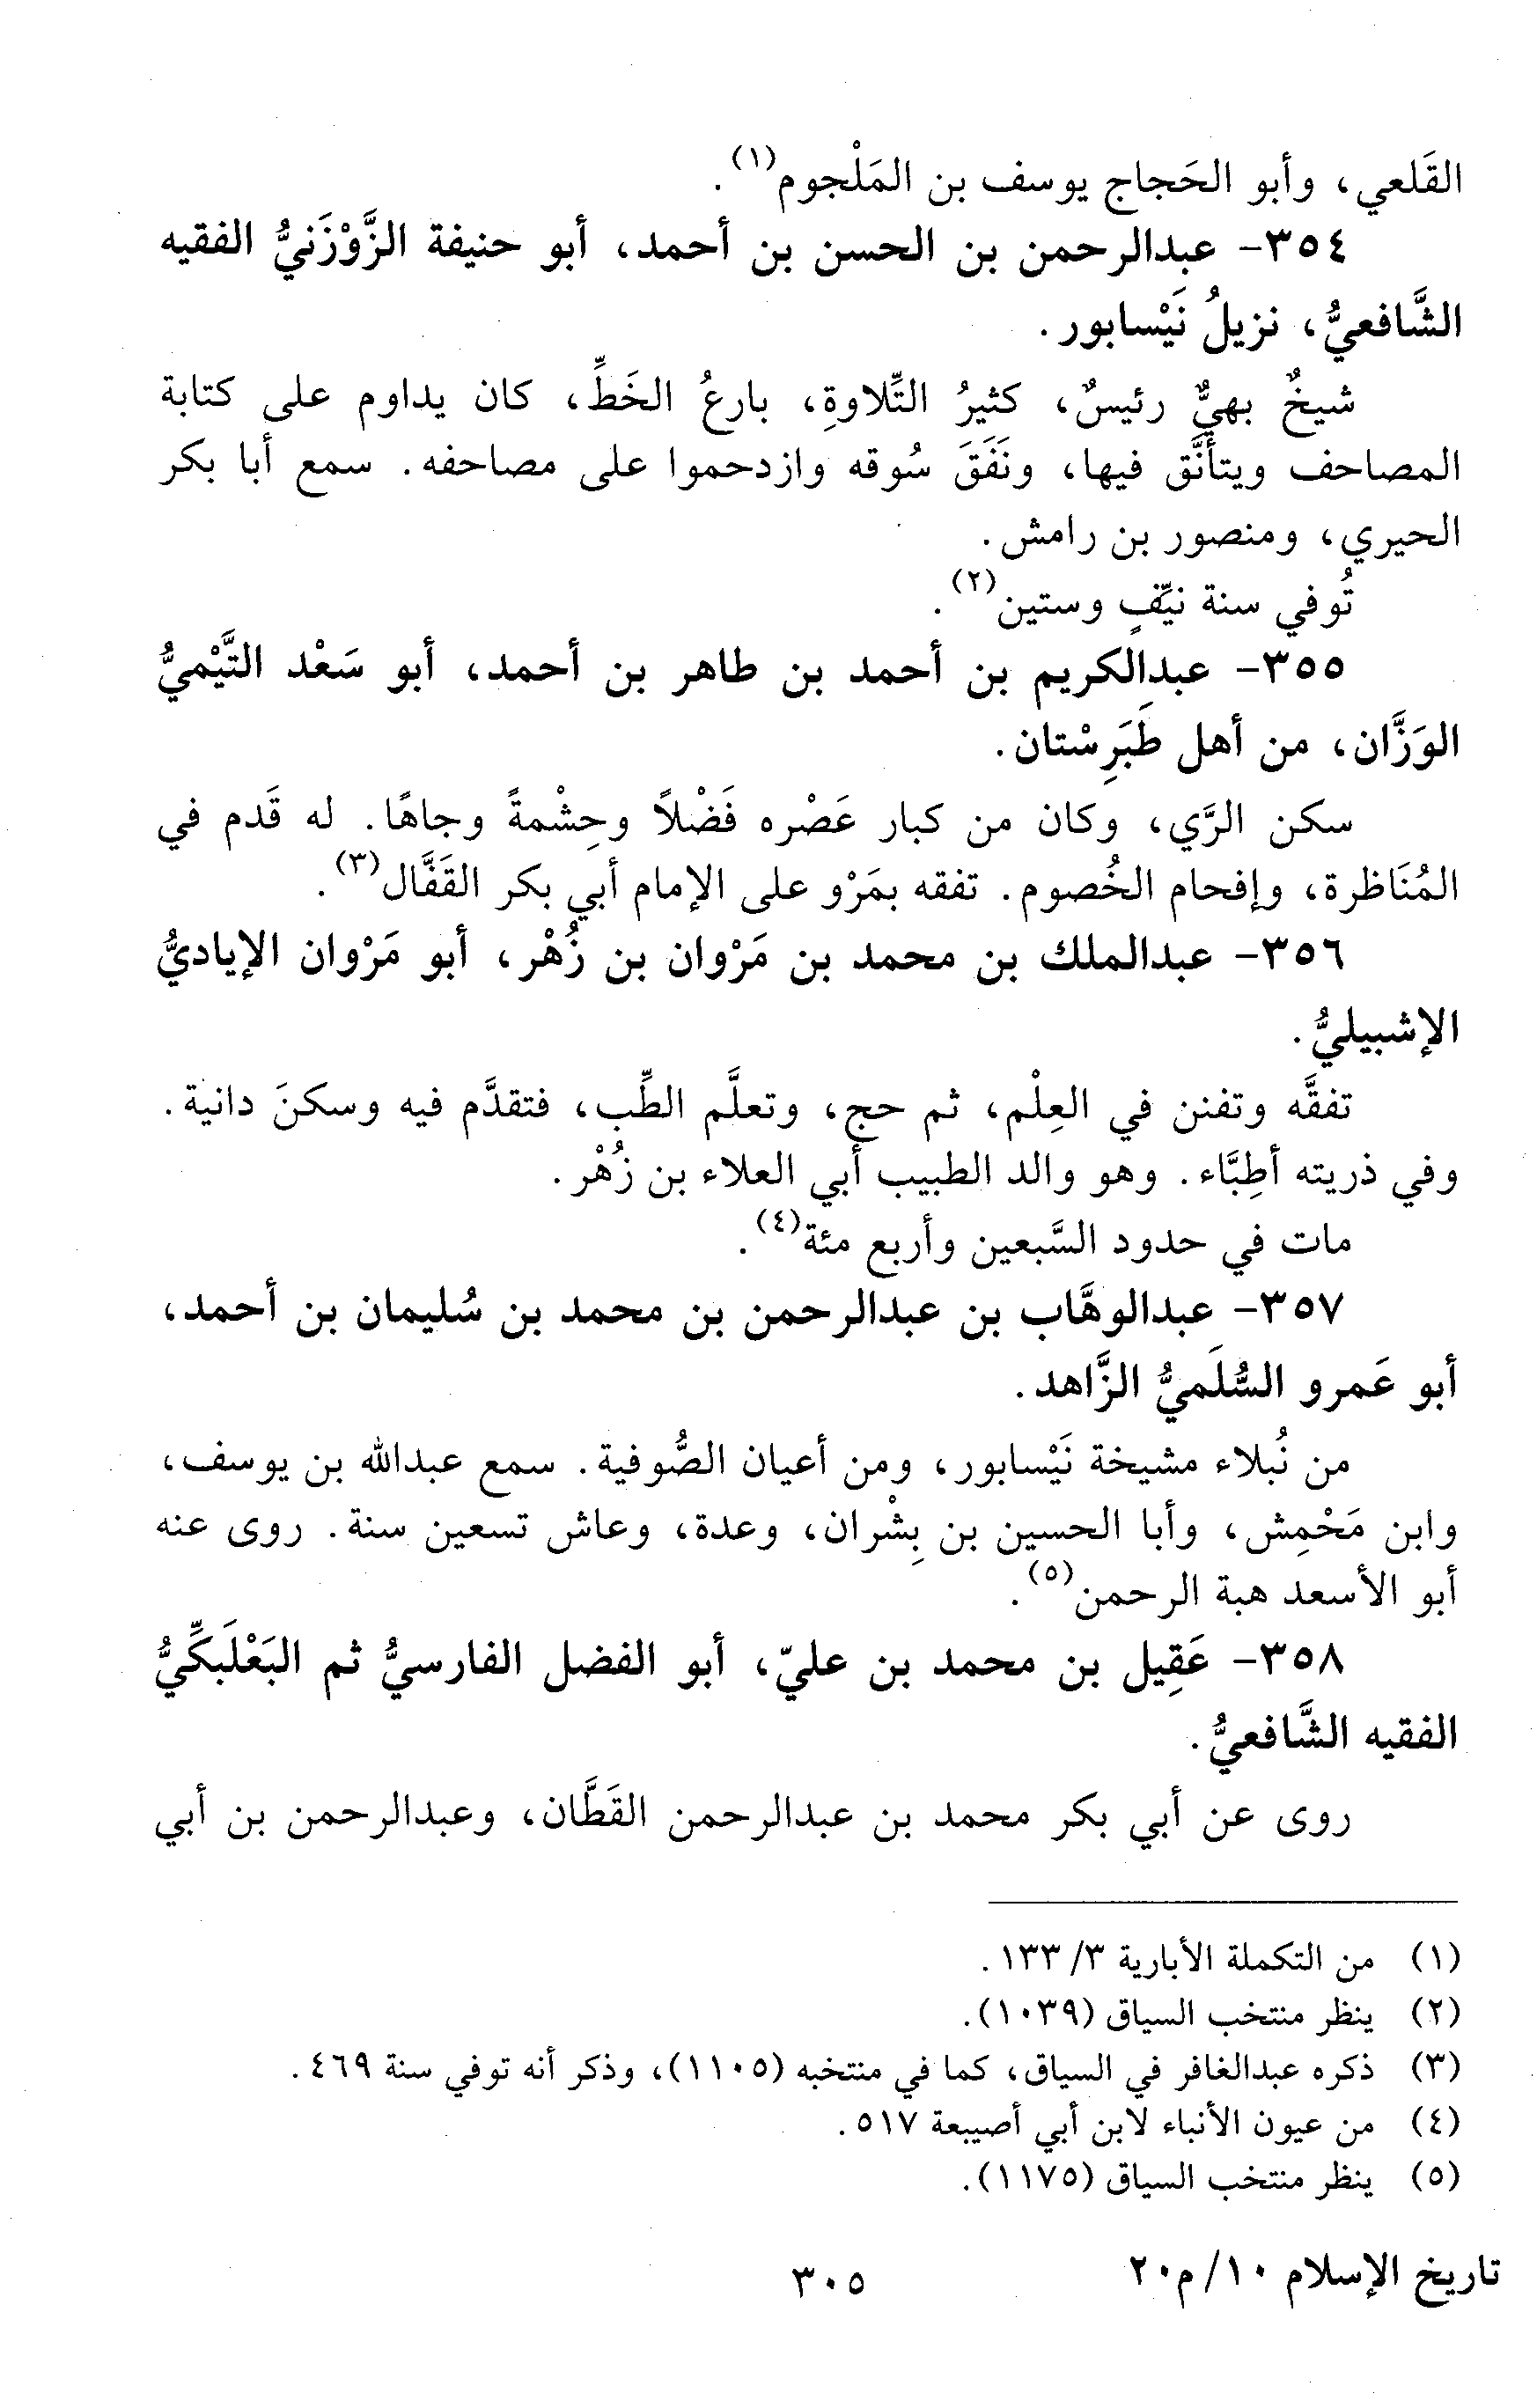 القَلعي، وأبو الحَجاج يوسف بن المَلْجوم(١).
٣٥٤- عبدالرحمن بن الحسن بن أحمد، أبو حنيفة الزَّوْزَنيُّ الفقيه
الشَّافعيُّ، نزيلُ نَيْسابور.
شيخٌ بهيٌّ رئيسٌ، كثيرُ التِّلاوةِ، بارعُ الخَطِّ، كان يداوم على كتابة
المصاحف ويتأنَّق فيها، ونَفَقَ سُوقه وازدحموا على مصاحفه. سمع أبا بكر
الحيري، ومنصور بن رامش.
تُوفي سنة نيِّفٍ وستين(٢).
٣٥٥- عبدالكريم بن أحمد بن طاهر بن أحمد، أبو سَعْد التَّيْميُّ
الوَزَّان، من أهل طَبَرِسْتان.
سكن الرَّي، وكان من كبار عَصْره فَضْلاً وحِشْمةً وجاهًا. له قَدم في
المُنَاظرة، وإفحام الخُصوم. تفقه بمَرْو على الإمام أبي بكر القَفَّال(٣).
٣٥٦- عبدالملك بن محمد بن مَرْوان بن زُهْر، أبو مَرْوان الإياديُّ
الإشبيليُّ.
تفقَّه وتفنن في العِلْم، ثم حج، وتعلَّم الطِّب، فتقدَّم فيه وسكنَ دانية.
وفي ذريته أطِبَّاء. وهو والد الطبيب أبي العلاء بن زُهْر.
مات في حدود السَّبعين وأربع مئة(٤).
٣٥٧- عبدالوهَّاب بن عبدالرحمن بن محمد بن سُليمان بن أحمد،
أبو عَمرو السُّلَميُّ الزَّاهد.
من نُبلاء مشيخة نَيْسابور، ومن أعيان الصُّوفية. سمع عبدالله بن يوسف،
وابن مَحْمِش، وأبا الحسين بن بِشْران، وعدة، وعاش تسعين سنة. روى عنه
أبو الأسعد هبة الرحمن(٥).
٣٥٨- عَقِيل بن محمد بن عليّ، أبو الفضل الفارسيُّ ثم البَعْلَبكِّيُّ
الفقيه الشَّافعيُّ.
روى عن أبي بكر محمد بن عبدالرحمن القَطَّان، وعبدالرحمن بن أبي
(١) من التكملة الأبارية ٣/ ١٣٣.
(٢) ينظر منتخب السياق (١٠٣٩).
(٣) ذكره عبدالغافر في السياق، كما في منتخبه (١١٠٥)، وذكر أنه توفي سنة ٤٦٩.
(٤) من عيون الأنباء لابن أبي أصيبعة ٥١٧.
(٥) ينظر منتخب السياق (١١٧٥).
تاريخ الإسلام ١٠/ م٢٠
٣٠٥